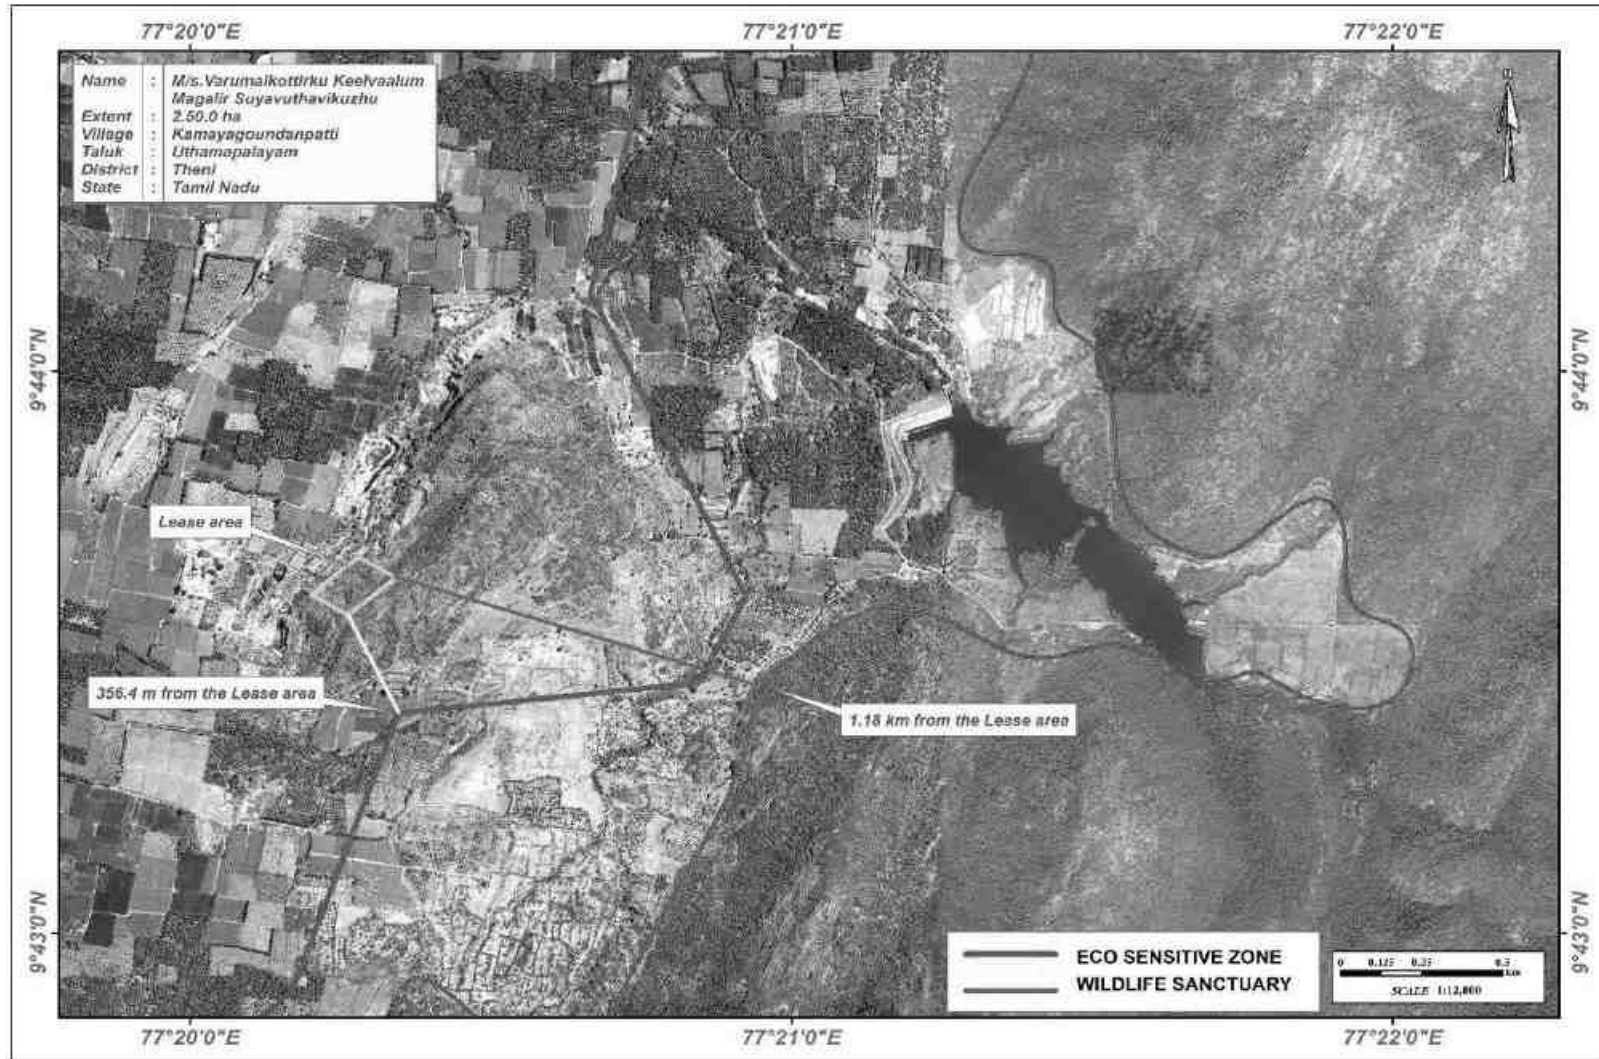 77°20'0"E 77°21'0"E 77°22'0"E
Name : M/s.Varumaikottirku Keelvaalum
Magalir Suyavuthavikuzhu
Extent : 2.50.0 ha
Village : Kamayagoundanpatti
Taluk : Uthamapalayam
District : Theni
State : Tamil Nadu
N
9°44'0"N 9°44'0"N
Lease area
356.4 m from the Lease area
1.18 km from the Lease area
9°43'0"N 9°43'0"N
ECO SENSITIVE ZONE
WILDLIFE SANCTUARY
0 0.125 0.25 0.5
Km
SCALE 1:12,000
77°20'0"E 77°21'0"E 77°22'0"E